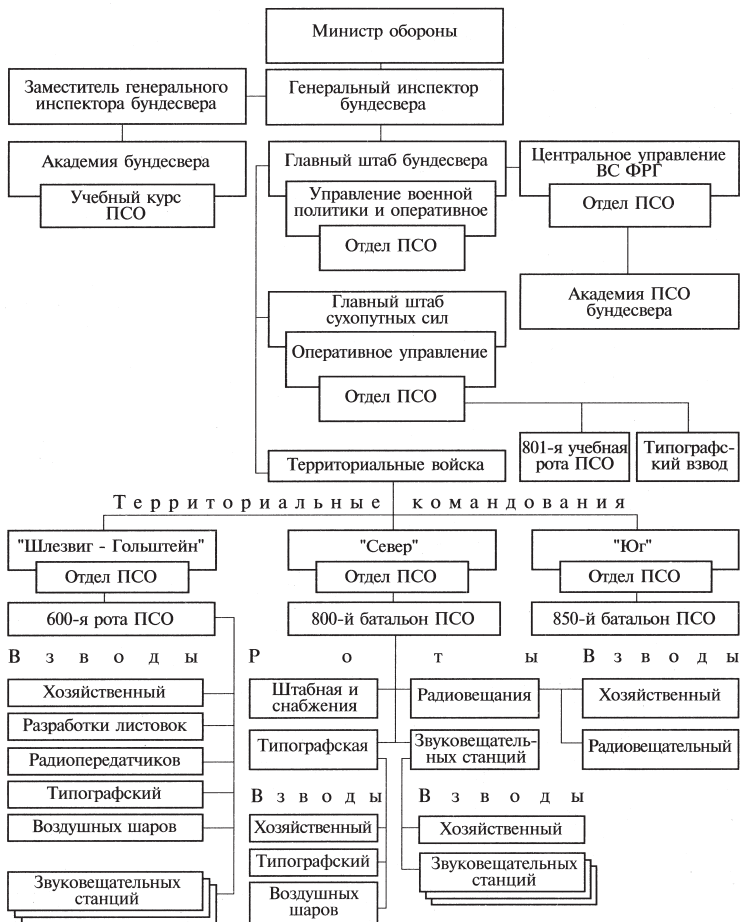 Министр обороны
Заместитель генерального
инспектора бундесвера
Генеральный инспектор
бундесвера
Академия бундесвера
Учебный курс
ПСО
Главный штаб бундесвера
Управление военной
политики и оперативное
Отдел ПСО
Центральное управление
ВС ФРГ
Отдел ПСО
Академия ПСО
бундесвера
Главный штаб
сухопутных сил
Оперативное управление
Отдел ПСО
801-я учебная
рота ПСО
Типографс-
ский взвод
Территориальные войска
Территориальные командования
"Шлезвиг - Гольштейн"
Отдел ПСО
600-я рота ПСО
"Север"
Отдел ПСО
800-й батальон ПСО
"Юг"
Отдел ПСО
850-й батальон ПСО
Взводы
Хозяйственный
Разработки листовок
Радиопередатчиков
Типографский
Воздушных шаров
Звуковещательных
станций
Роты
Штабная и
снабжения
Радиовещания
Типографская
Звуковещатель-
ных станций
Взводы
Хозяйственный
Радиовещательный
Взводы
Хозяйственный
Типографский
Воздушных
шаров
Взводы
Хозяйственный
Звуковещательных
станций